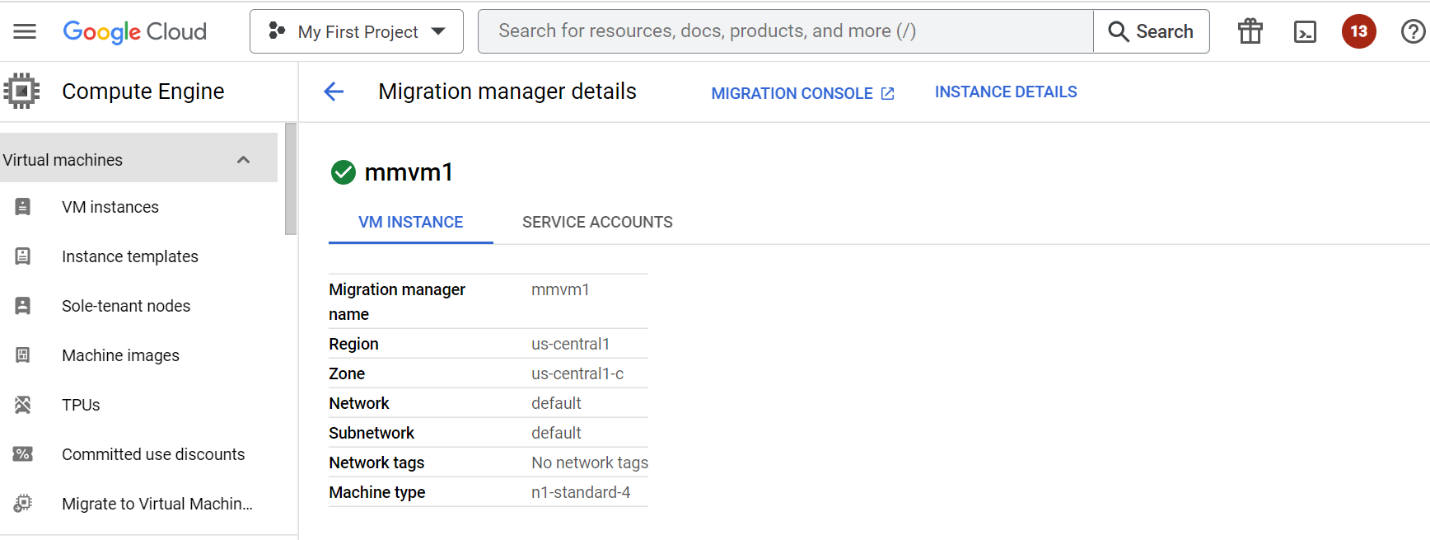 Google Cloud
My First Project
Search for resources, docs, products, and more (/)
Search
13
Compute Engine
Migration manager details
MIGRATION CONSOLE
INSTANCE DETAILS
Virtual machines
VM instances
Instance templates
Sole-tenant nodes
Machine images
TPUs
Committed use discounts
Migrate to Virtual Machin...
mmvm1
VM INSTANCE
SERVICE ACCOUNTS
Migration manager mmvm1
name
Region us-central1
Zone us-central1-c
Network default
Subnetwork default
Network tags No network tags
Machine type n1-standard-4